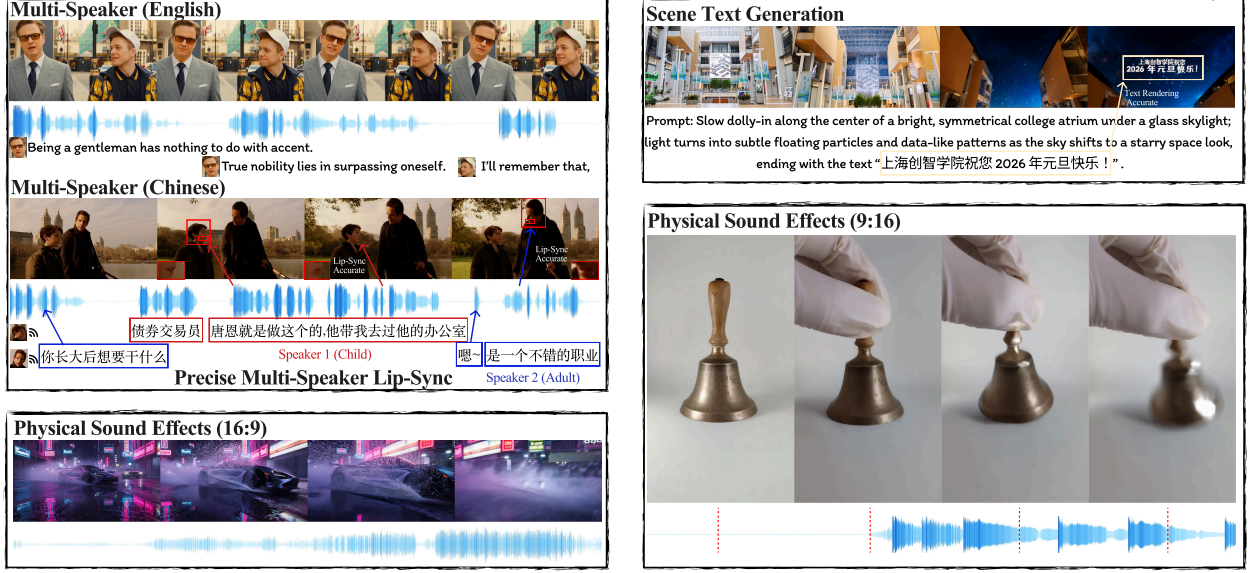 Multi-Speaker (English)
Being a gentleman has nothing to do with accent.
True nobility lies in surpassing oneself.
I'll remember that,
Multi-Speaker (Chinese)
Lip-Sync
Accurate
Lip-Sync
Accurate
债券交易员
唐恩就是做这个的,他带我去过他的办公室
你长大后想要干什么
Speaker 1 (Child)
嗯~
是一个不错的职业
Precise Multi-Speaker Lip-Sync
Speaker 2 (Adult)
Physical Sound Effects (16:9)
Scene Text Generation
上海创智学院祝您
2026 年元旦快乐！
Text Rendering
Accurate
Prompt: Slow dolly-in along the center of a bright, symmetrical college atrium under a glass skylight;
light turns into subtle floating particles and data-like patterns as the sky shifts to a starry space look,
ending with the text “上海创智学院祝您 2026 年元旦快乐！”.
Physical Sound Effects (9:16)